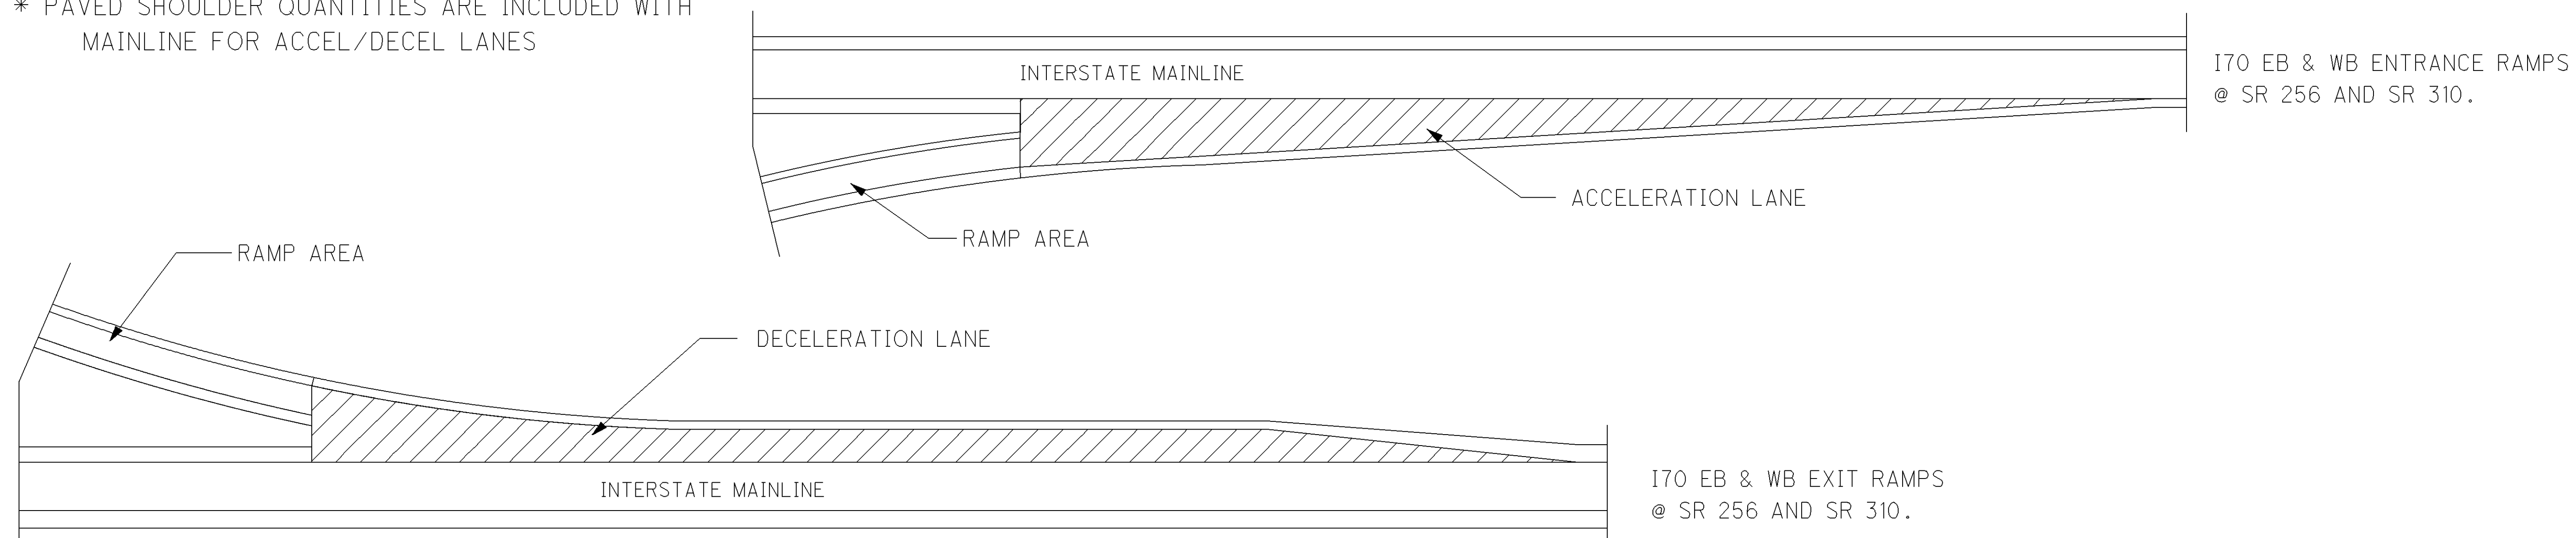 * PAVED SHOULDER QUANTITIES ARE INCLUDED WITH
MAINLINE FOR ACCEL/DECEL LANES
INTERSTATE MAINLINE
I70 EB & WB ENTRANCE RAMPS
@ SR 256 AND SR 310.
ACCELERATION LANE
RAMP AREA
RAMP AREA
DECELERATION LANE
INTERSTATE MAINLINE
I70 EB & WB EXIT RAMPS
@ SR 256 AND SR 310.